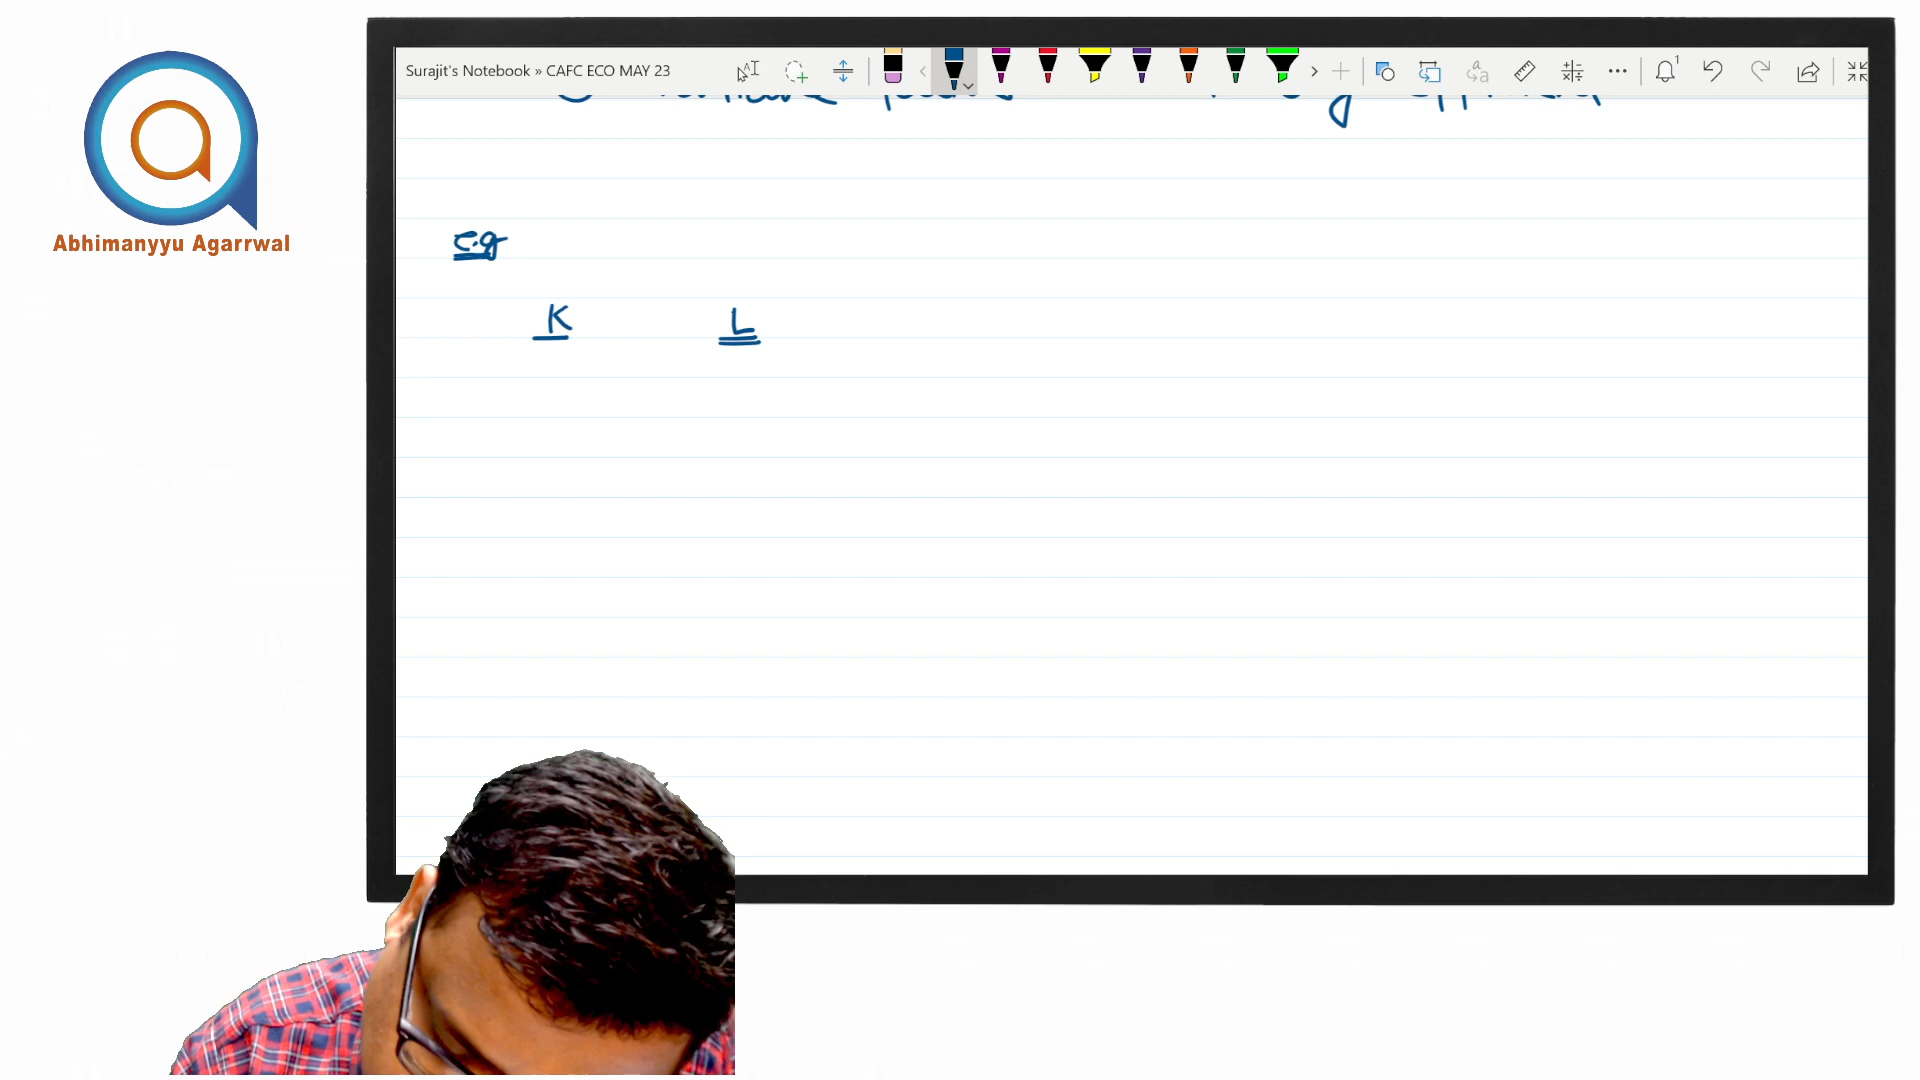 Surajit's Notebook » CAFC ECO MAY 23
Abhimanyyu Agarrwal
e.g
K L